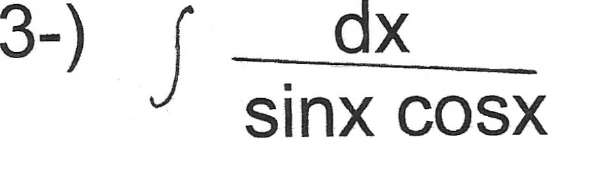 3-) ∫ dx
sinx cosx